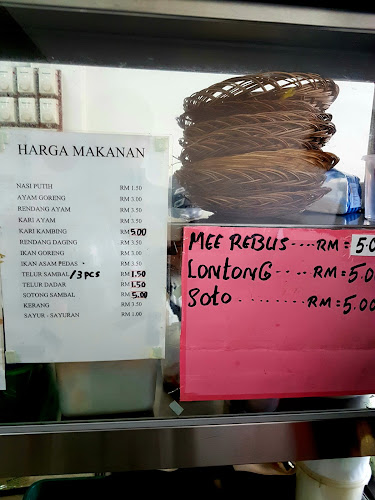 HARGA MAKANAN
NASI PUTIH RM 1.50
AYAM GORENG RM 3.00
RENDANG AYAM RM 3.50
KARI AYAM RM 3.50
KARI KAMBING RM 5.00
RENDANG DAGING RM 3.50
IKAN GORENG RM 3.00
IKAN ASAM PEDAS RM 3.50
TELUR SAMBAL /3 pcs RM 1.50
TELUR DADAR RM 1.50
SOTONG SAMBAL RM 5.00
KERANG RM 3.50
SAYUR - SAYURAN RM 1.00
MEE REBUS .... RM = 5.0
LONTONG .... RM = 5.0
Soto ......... RM = 5.00